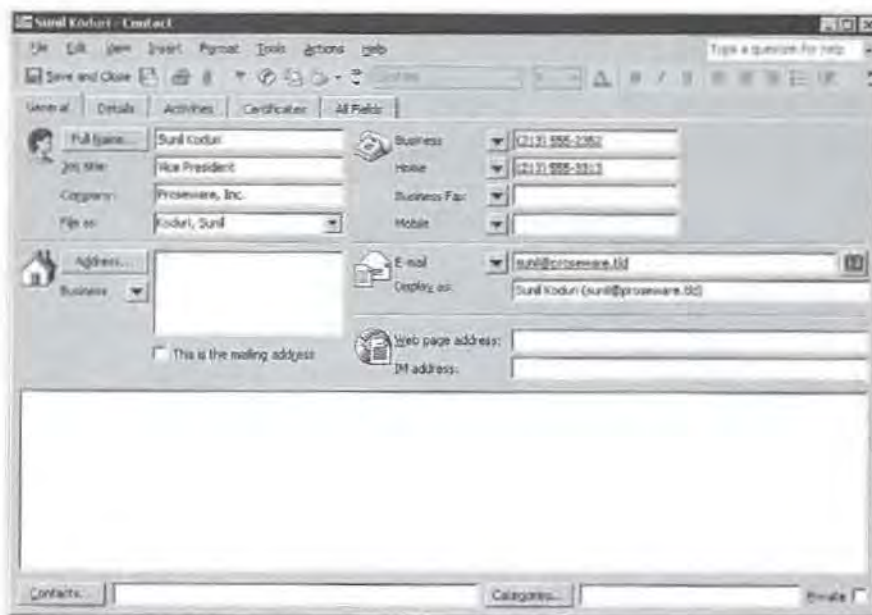 Sunil Koduri - Contact
File Edit View Insert Format Tools Actions Help
Type a question for help
Save and Close
General Details Activities Certificates All Fields
Full Name... Sunil Koduri
Job title: Vice President
Company: Proseware, Inc.
File as: Koduri, Sunil
Business (213) 555-2352
Home (213) 555-3313
Business Fax
Mobile
Address...
Business
This is the mailing address
E-mail sunil@proseware.tld
Display as: Sunil Koduri (sunil@proseware.tld)
Web page address:
IM address:
Contacts...
Categories...
Private